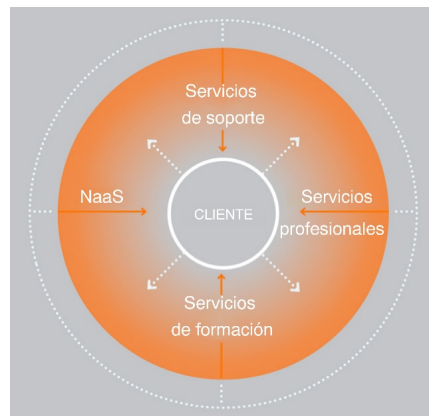 Servicios
de soporte
NaaS
CLIENTE
Servicios
profesionales
Servicios
de formación